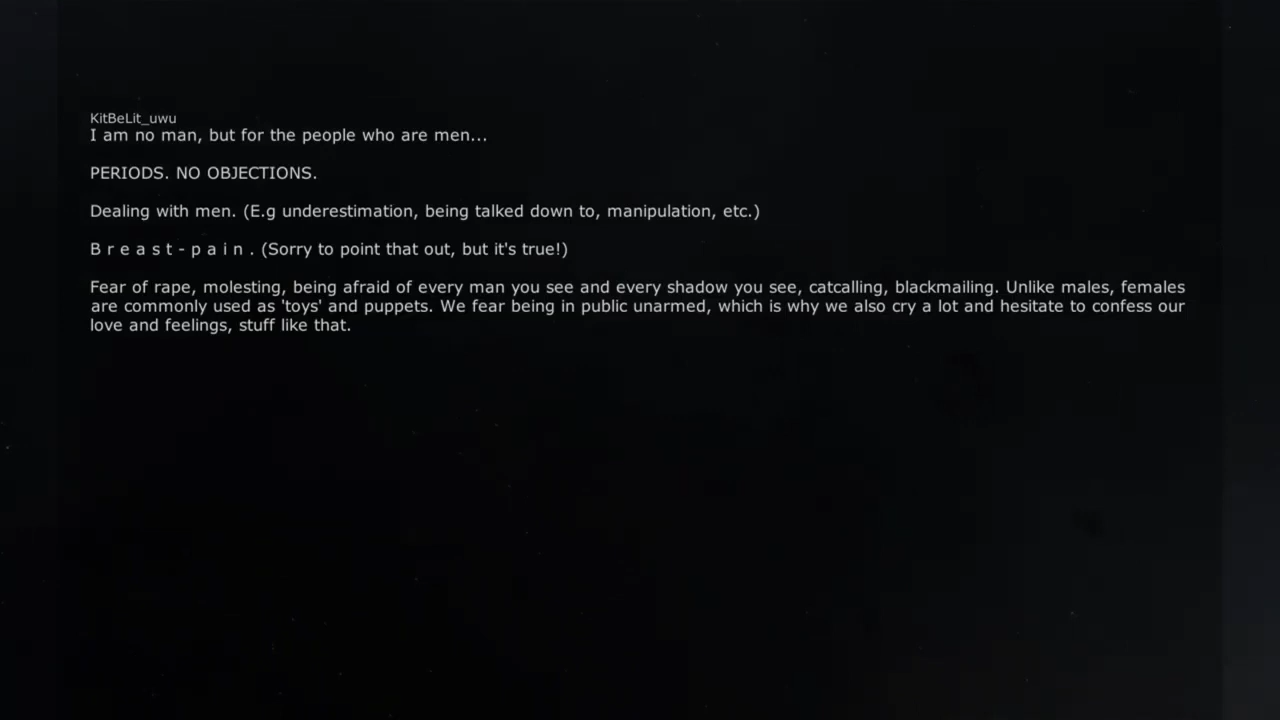 KitBeLit_uwu
I am no man, but for the people who are men...
PERIODS. NO OBJECTIONS.
Dealing with men. (E.g underestimation, being talked down to, manipulation, etc.)
B r e a s t - p a i n . (Sorry to point that out, but it's true!)
Fear of rape, molesting, being afraid of every man you see and every shadow you see, catcalling, blackmailing. Unlike males, females
are commonly used as 'toys' and puppets. We fear being in public unarmed, which is why we also cry a lot and hesitate to confess our
love and feelings, stuff like that.